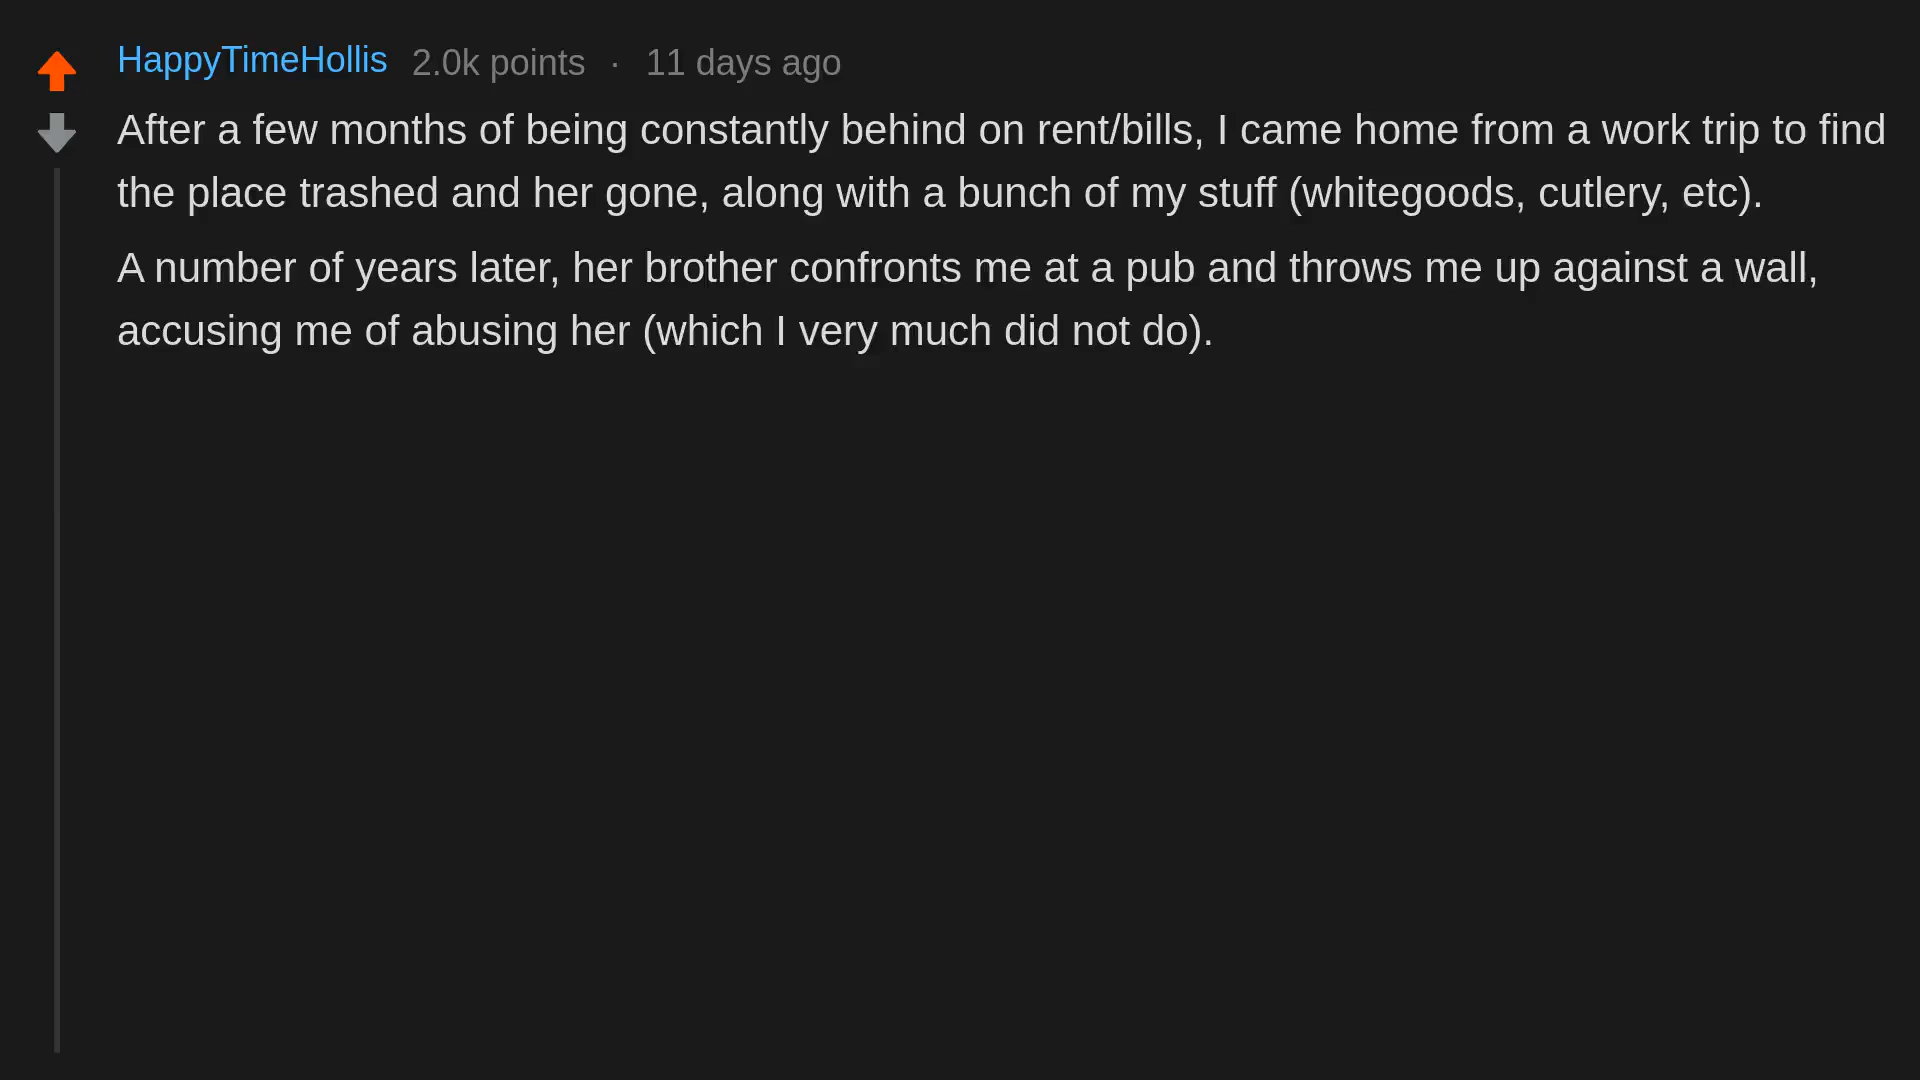 HappyTimeHollis 2.0k points · 11 days ago
After a few months of being constantly behind on rent/bills, I came home from a work trip to find
the place trashed and her gone, along with a bunch of my stuff (whitegoods, cutlery, etc).
A number of years later, her brother confronts me at a pub and throws me up against a wall,
accusing me of abusing her (which I very much did not do).